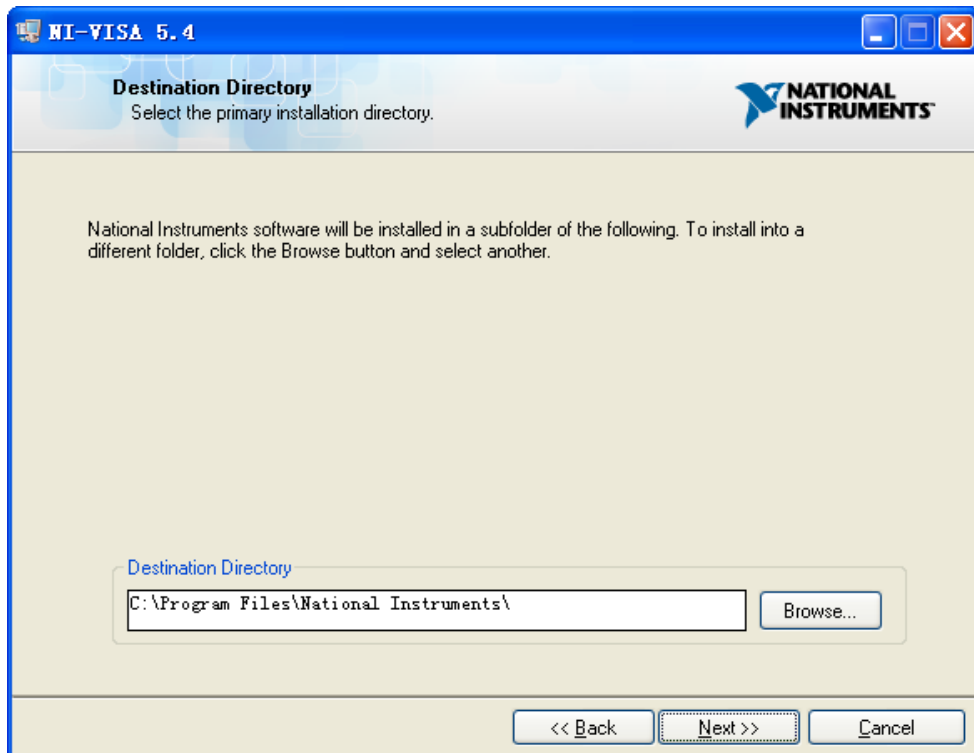 NI-VISA 5.4
Destination Directory
Select the primary installation directory.
NATIONAL
INSTRUMENTS™
National Instruments software will be installed in a subfolder of the following. To install into a
different folder, click the Browse button and select another.
Destination Directory
C:\Program Files\National Instruments\
Browse...
<< Back
Next >>
Cancel